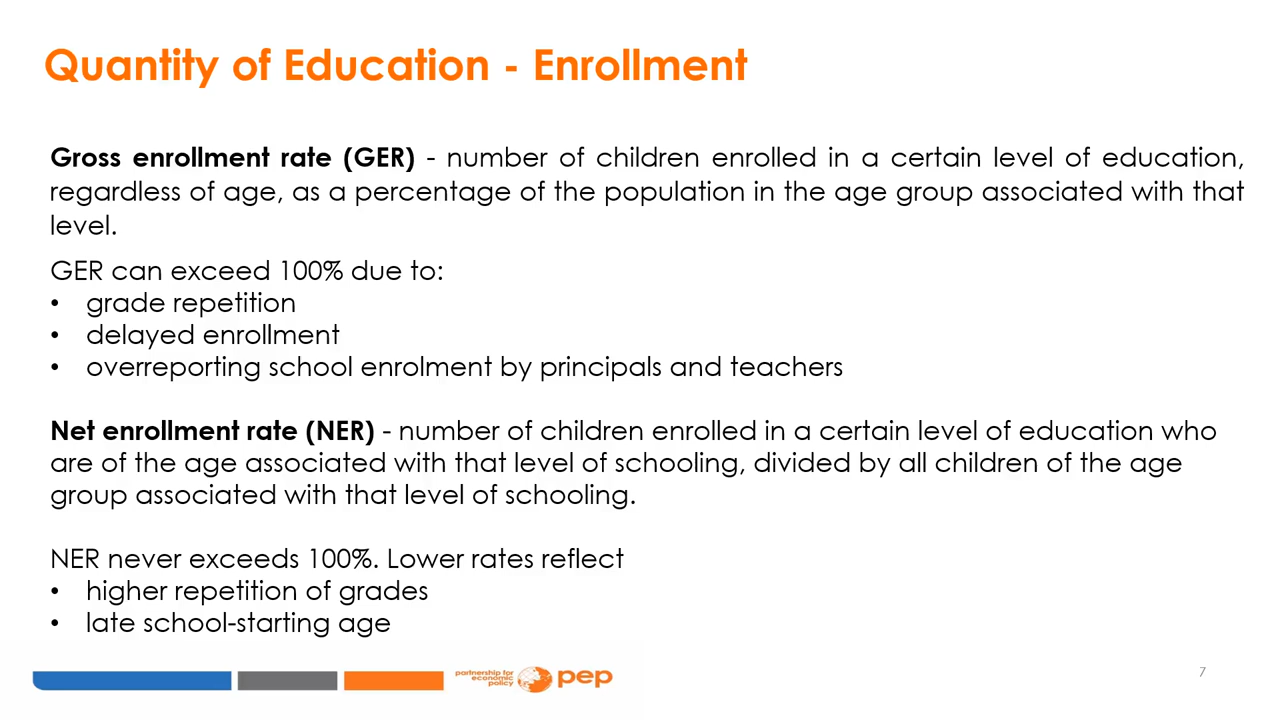 Quantity of Education - Enrollment
Gross enrollment rate (GER) - number of children enrolled in a certain level of education,
regardless of age, as a percentage of the population in the age group associated with that
level.
GER can exceed 100% due to:
• grade repetition
• delayed enrollment
• overreporting school enrolment by principals and teachers
Net enrollment rate (NER) - number of children enrolled in a certain level of education who
are of the age associated with that level of schooling, divided by all children of the age
group associated with that level of schooling.
NER never exceeds 100%. Lower rates reflect
• higher repetition of grades
• late school-starting age
partnership for
economic
policy
pep
7